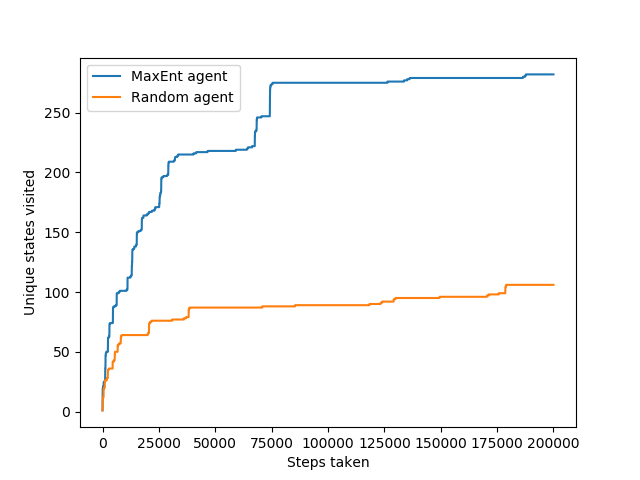 MaxEnt agent
Random agent
Unique states visited
250
200
150
100
50
0
0 25000 50000 75000 100000 125000 150000 175000 200000
Steps taken